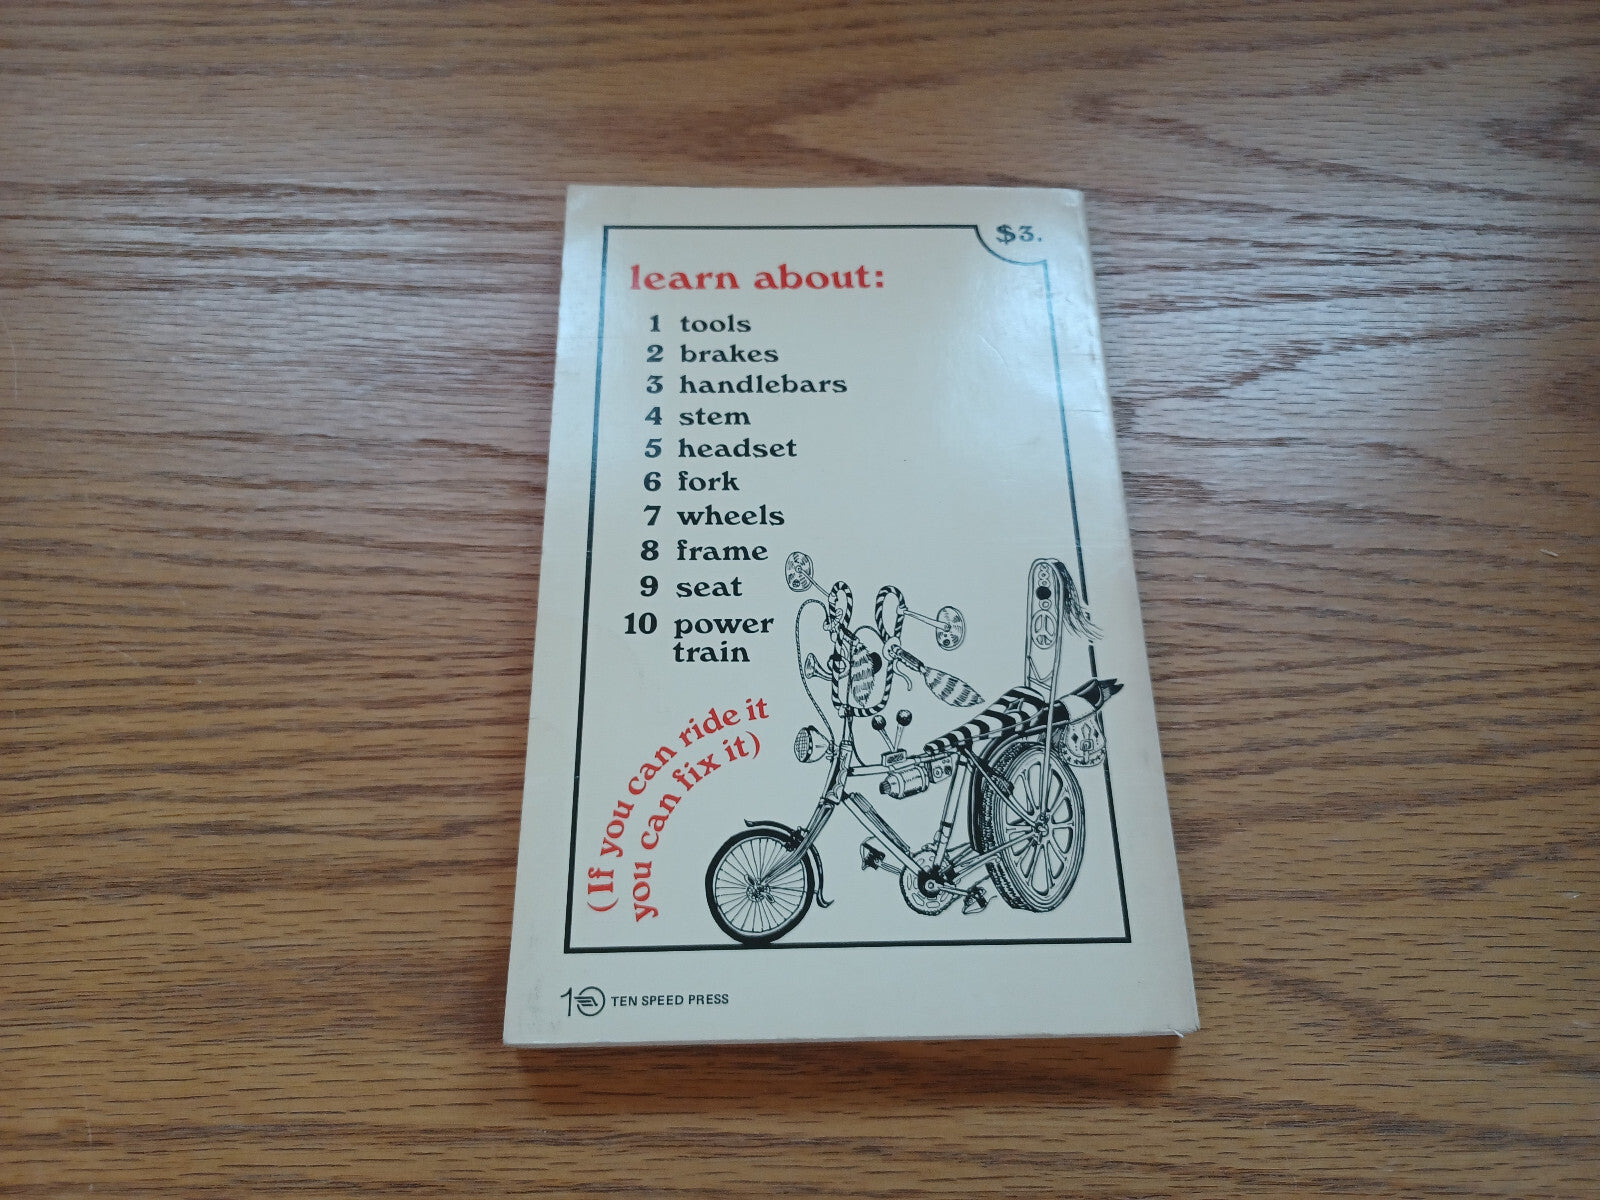 $3.
learn about:
1 tools
2 brakes
3 handlebars
4 stem
5 headset
6 fork
7 wheels
8 frame
9 seat
10 power
train
(If you can ride it
you can fix it)
10 TEN SPEED PRESS